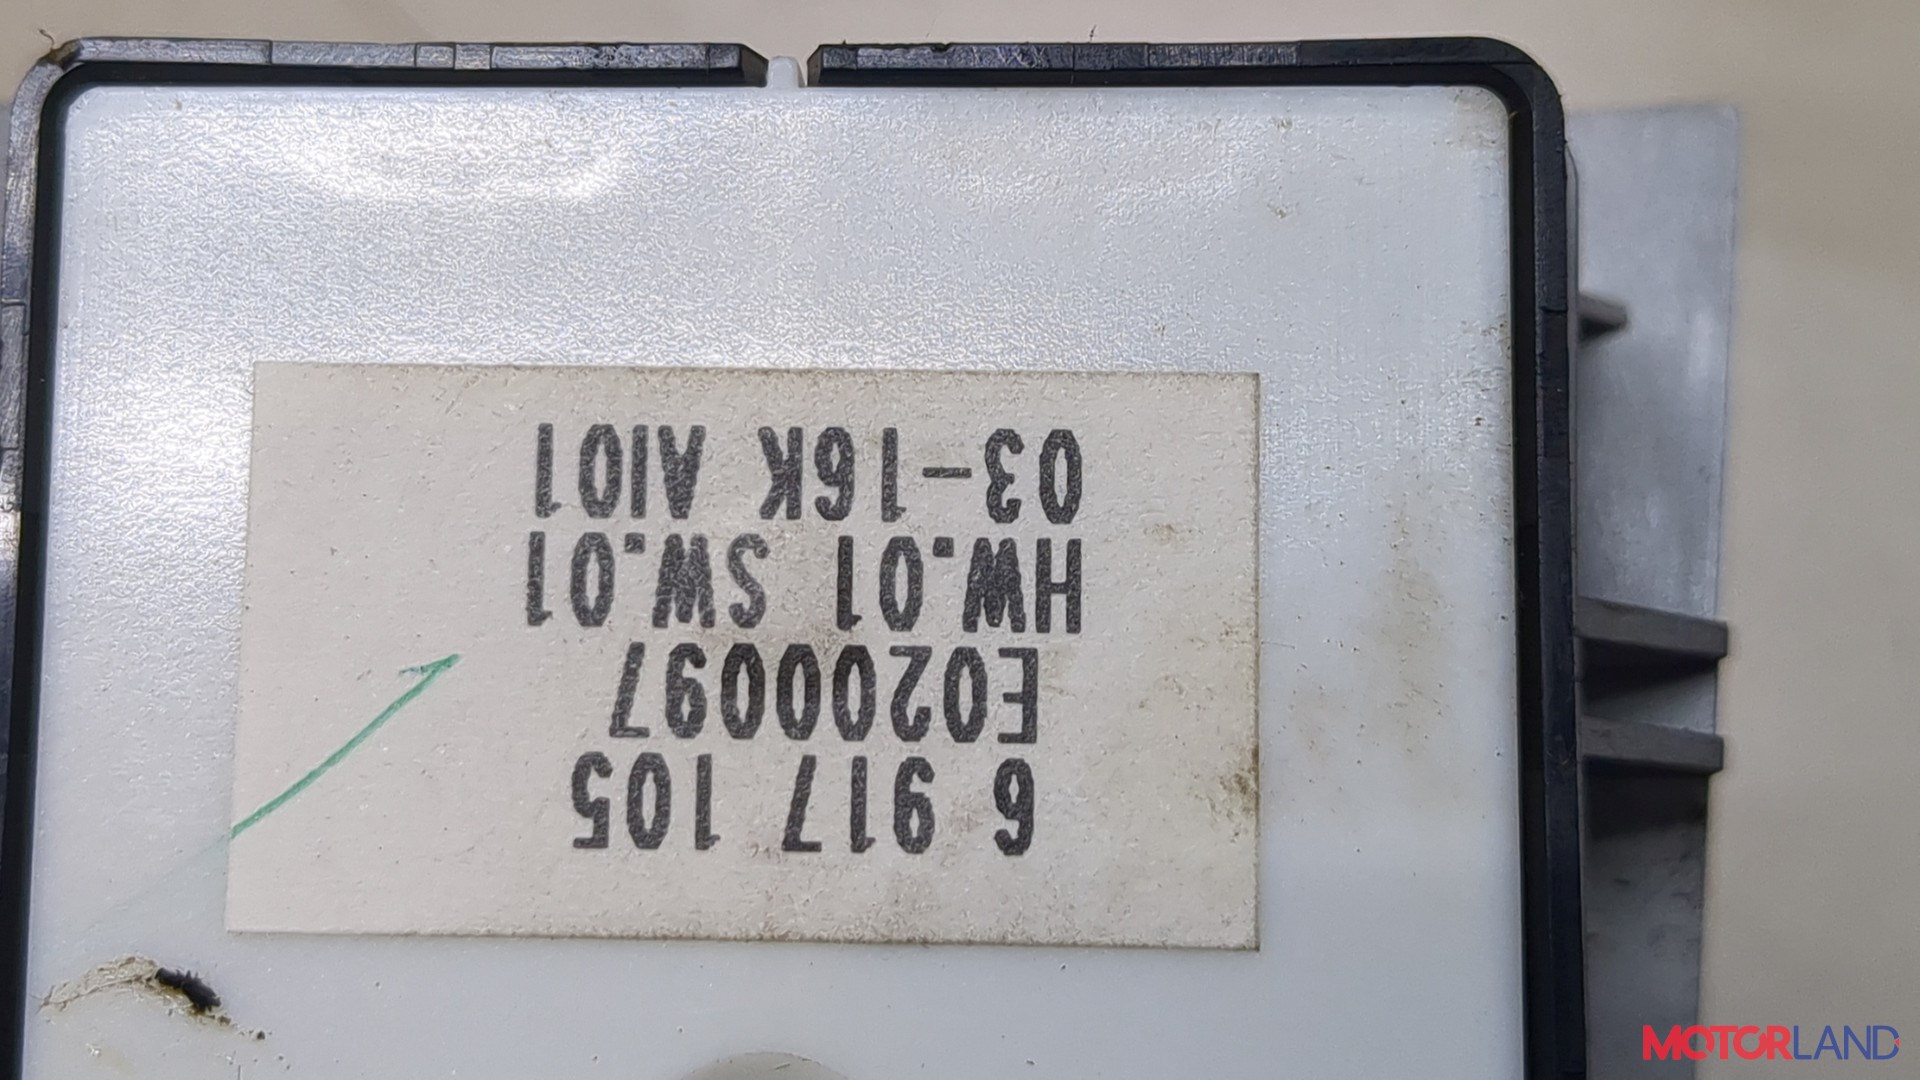 6 917 105
E0200097
HW.01 SW.01
03-16K AI01
MOTORLAND